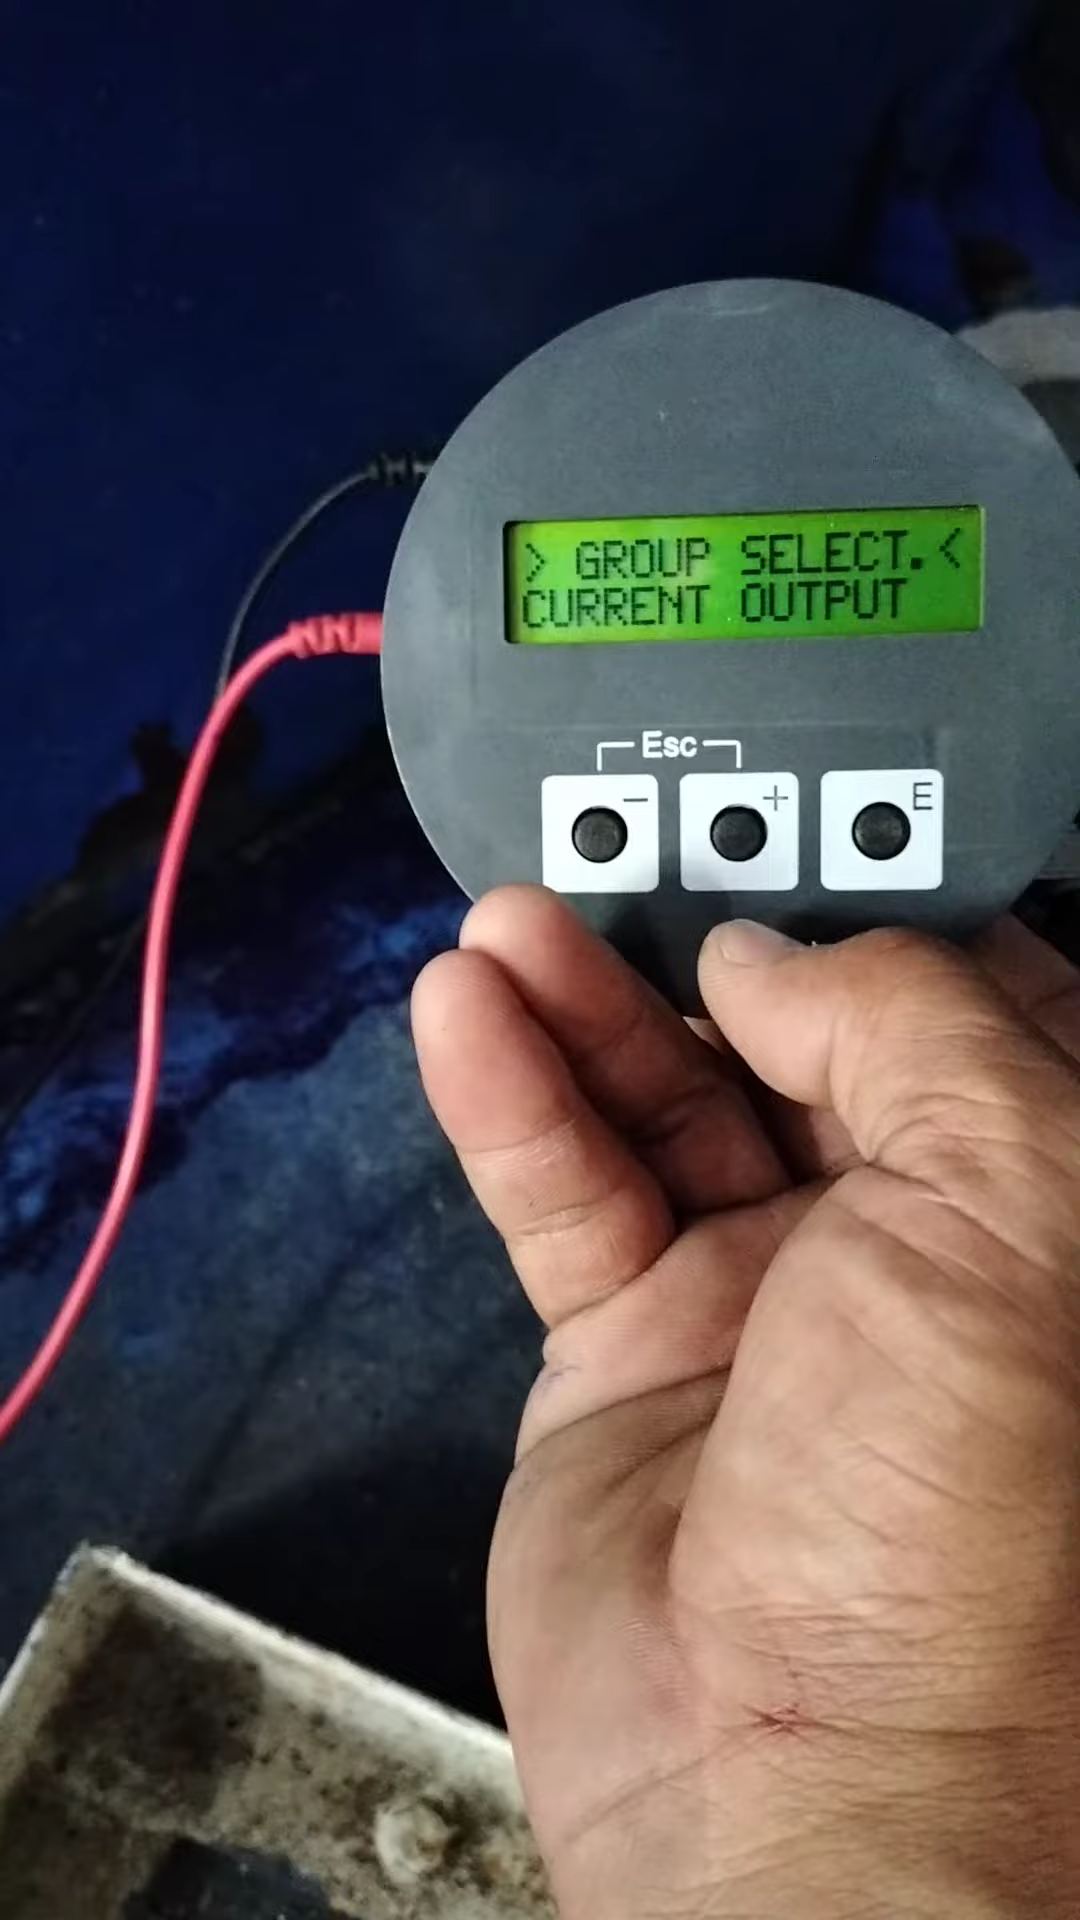 > GROUP SELECT. <
CURRENT OUTPUT
Esc
- + E